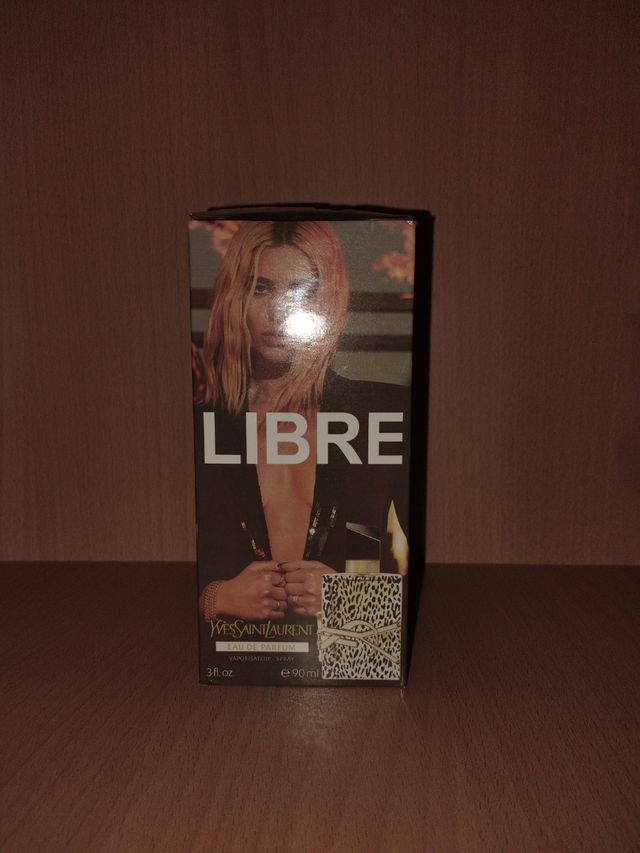 LIBRE
YVESSAINTLAURENT
EAU DE PARFUM
VAPORISATEUR - SPRAY
3 fl. oz. ℮ 90 ml